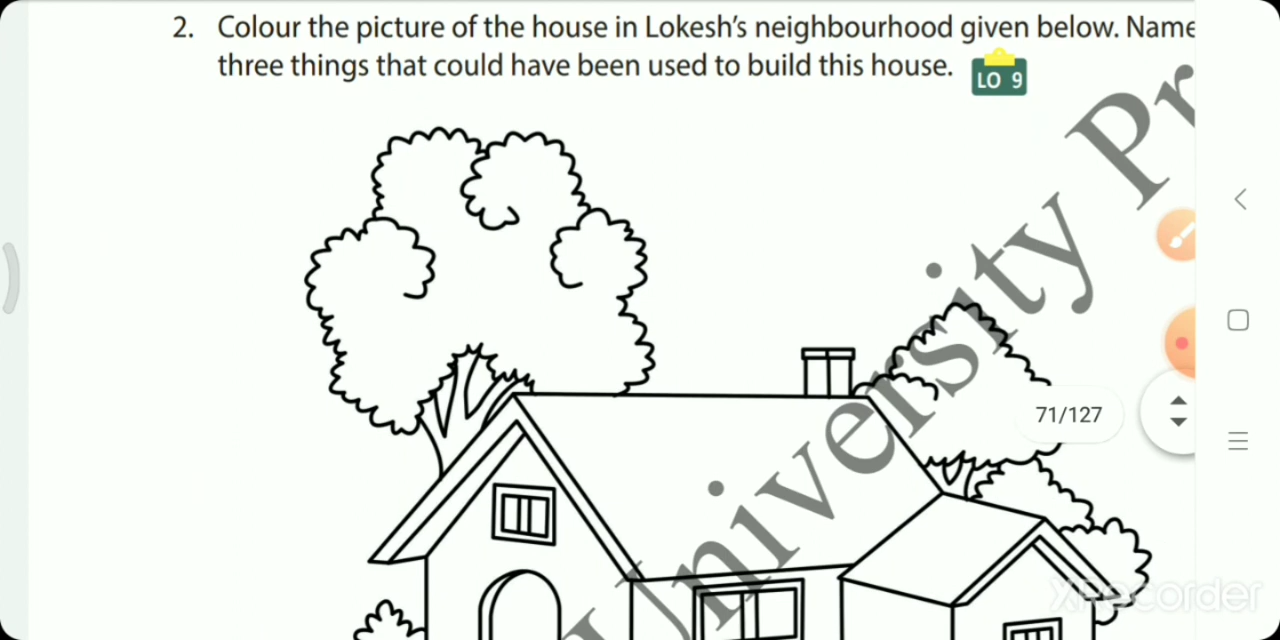 2. Colour the picture of the house in Lokesh's neighbourhood given below. Name
three things that could have been used to build this house. LO 9
University Pr
71/127
XRecorder